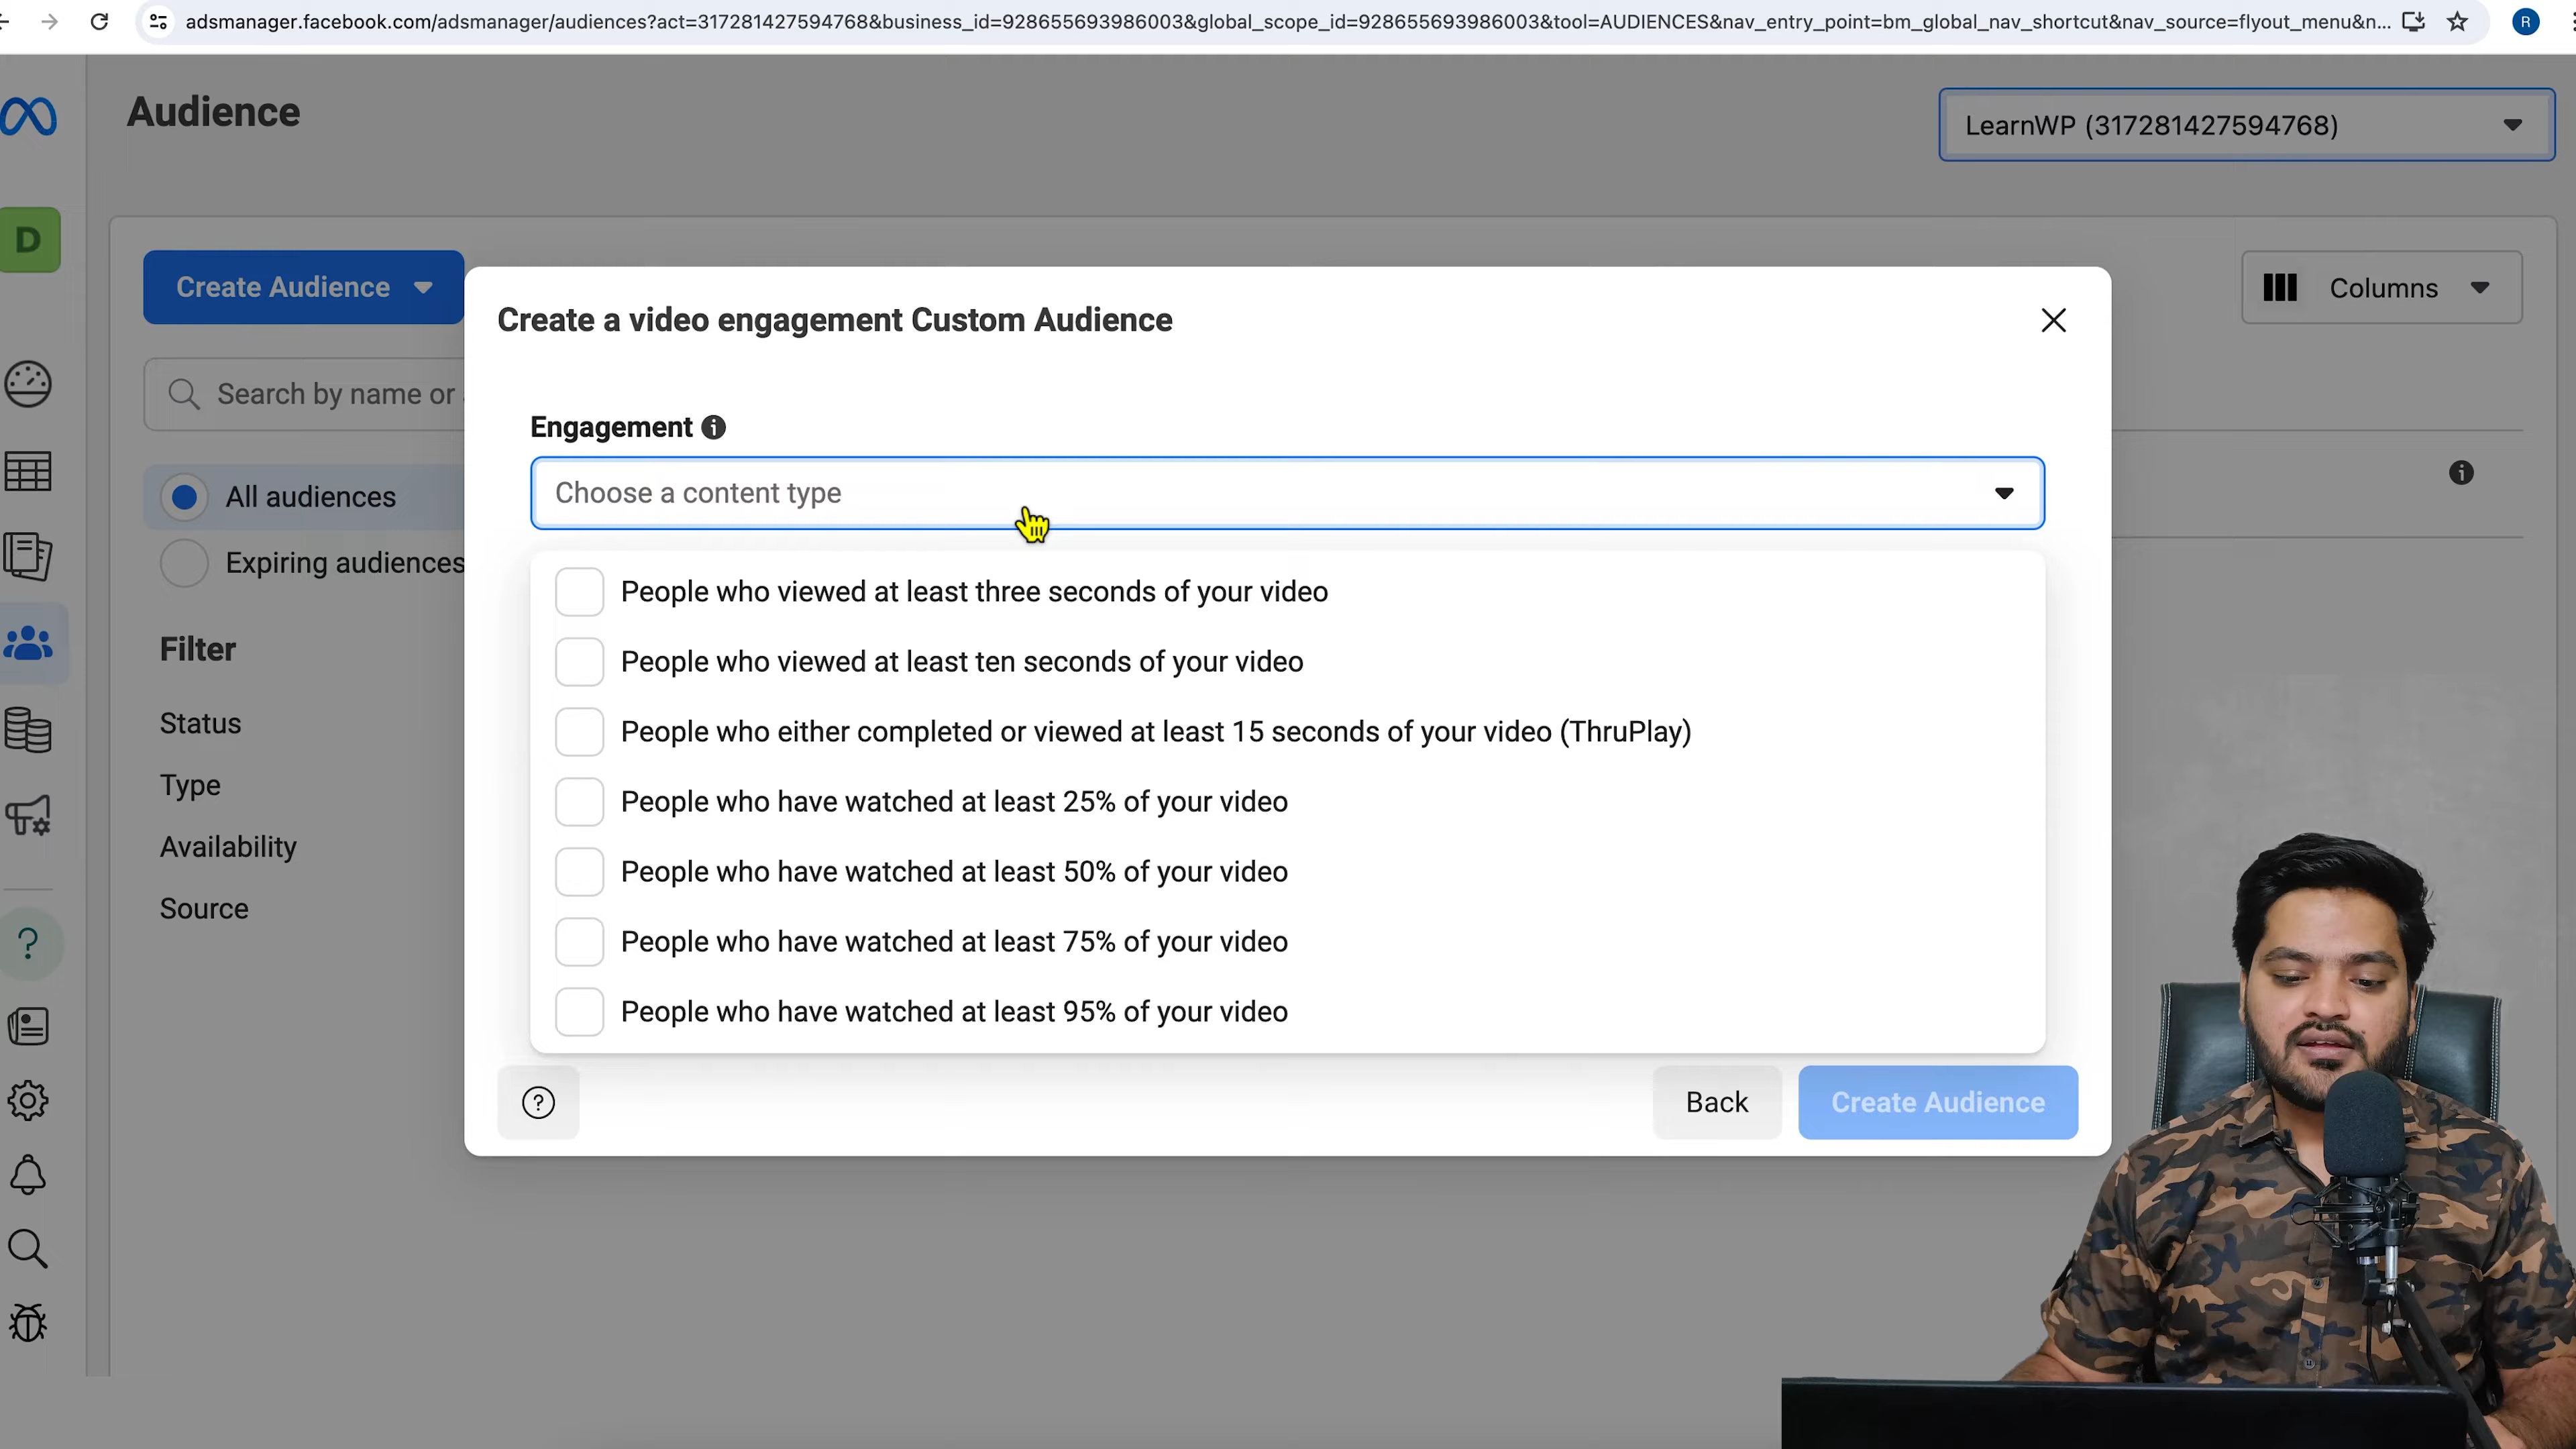 adsmanager.facebook.com/adsmanager/audiences?act=317281427594768&business_id=928655693986003&global_scope_id=928655693986003&tool=AUDIENCES&nav_entry_point=bm_global_nav_shortcut&nav_source=flyout_menu&n...
R
Audience
LearnWP (317281427594768)
D
Create Audience
Columns
Create a video engagement Custom Audience
Search by name or
Engagement
Choose a content type
All audiences
Expiring audiences
People who viewed at least three seconds of your video
Filter
People who viewed at least ten seconds of your video
Status
People who either completed or viewed at least 15 seconds of your video (ThruPlay)
Type
People who have watched at least 25% of your video
Availability
People who have watched at least 50% of your video
Source
People who have watched at least 75% of your video
People who have watched at least 95% of your video
Back
Create Audience